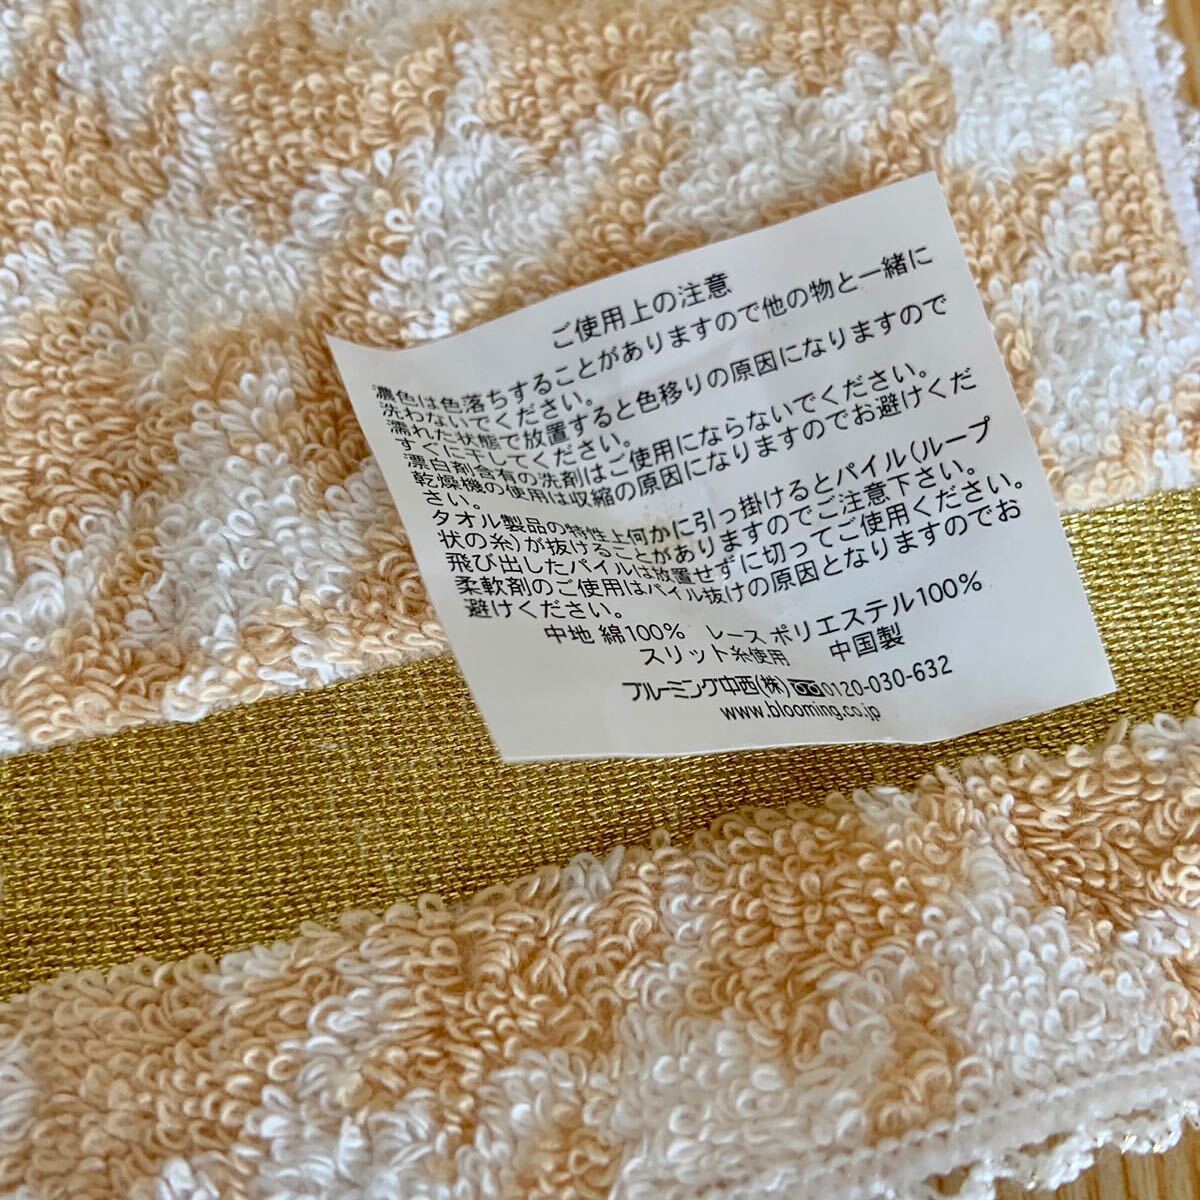 ご使用上の注意
濃色は色落ちすることがありますので他の物と一緒に
洗わないでください。
濡れた状態で放置すると色移りの原因になりますので
すぐに干してください。
漂白剤含有の洗剤はご使用にならないでください。
乾燥機の使用は収縮の原因になりますのでお避けくだ
さい。
タオル製品の特性上何かに引っ掛けるとパイル(ループ
状の糸)が抜けることがありますのでご注意下さい。
飛び出したパイルは放置せずに切ってご使用ください。
柔軟剤のご使用はパイル抜けの原因となりますのでお
避けください。
中地 綿100% レース ポリエステル100%
スリット糸使用 中国製
ブルーミング中西(株) 0120-030-632
www.blooming.co.jp